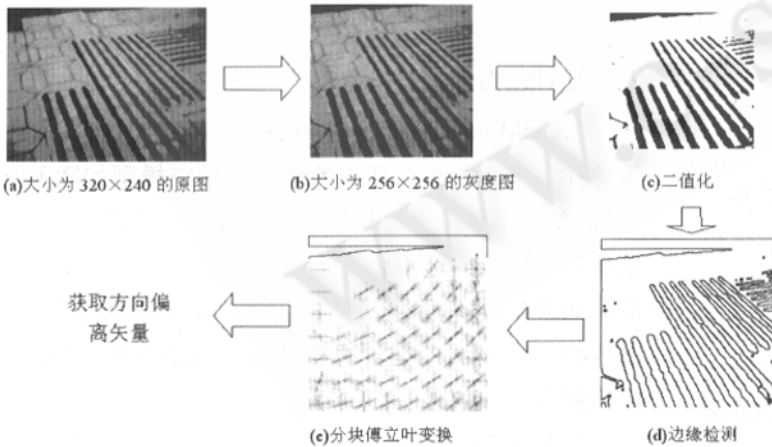 (a)大小为 320×240 的原图
(b)大小为 256×256 的灰度图
(c)二值化
获取方向偏
离矢量
(e)分块傅立叶变换
(d)边缘检测